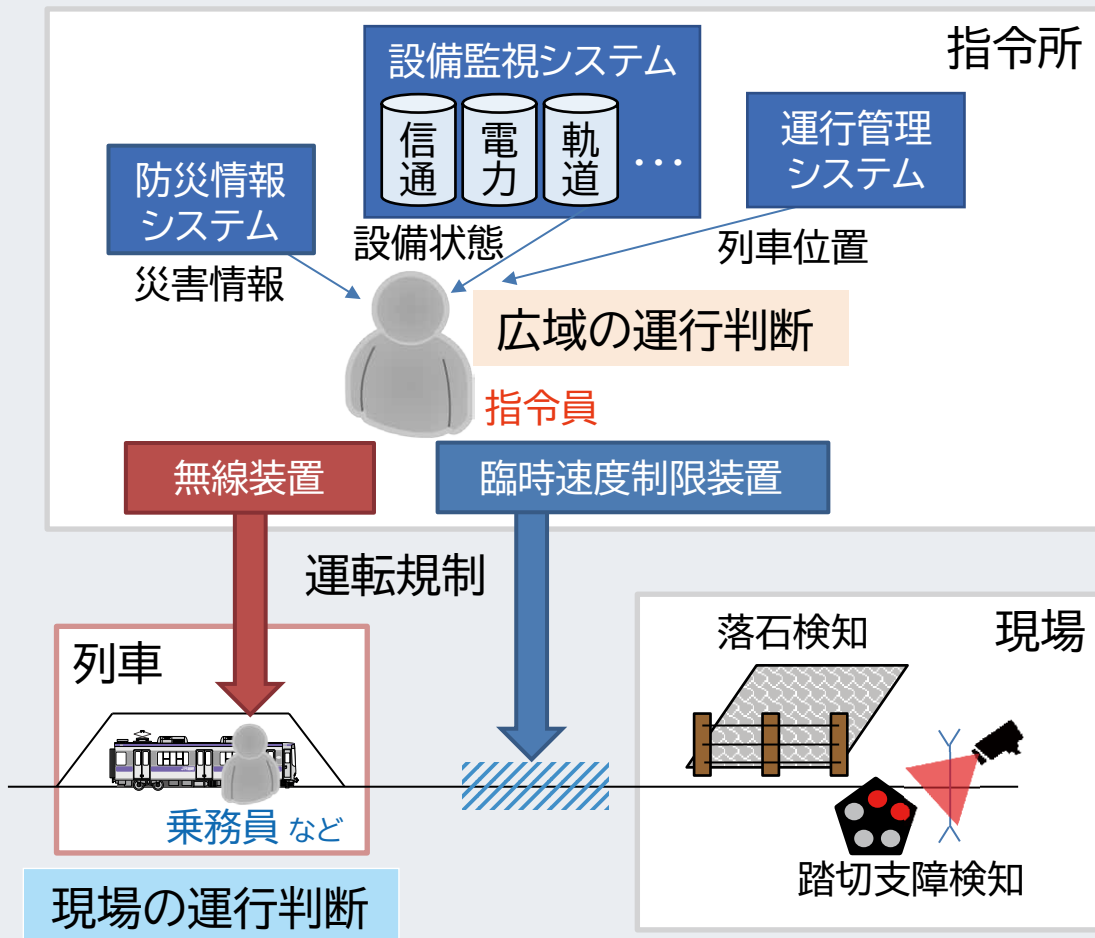 指令所
設備監視システム
信通
電力
軌道
…
運行管理
システム
防災情報
システム
設備状態
列車位置
災害情報
広域の運行判断
指令員
無線装置
臨時速度制限装置
運転規制
列車
乗務員 など
現場の運行判断
現場
落石検知
踏切支障検知